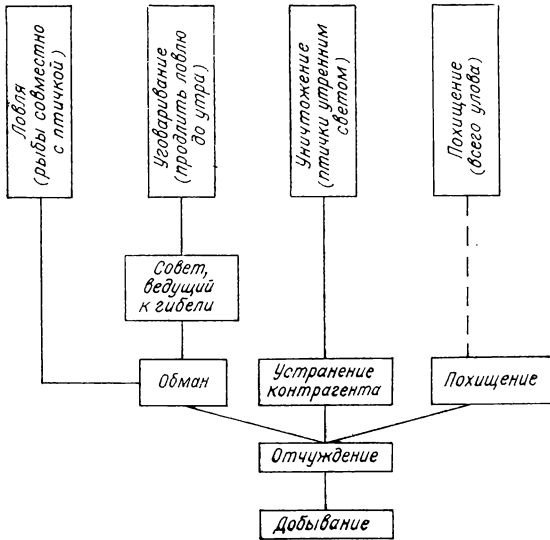 Ловля
(рыбы совместно
с птичкой)
Уговаривание
(продлить ловлю
до утра)
Уничтожение
(птички утренним
светом)
Похищение
(всего улова)
Совет,
ведущий
к гибели
Обман
Устранение
контрагента
Похищение
Отчуждение
Добывание